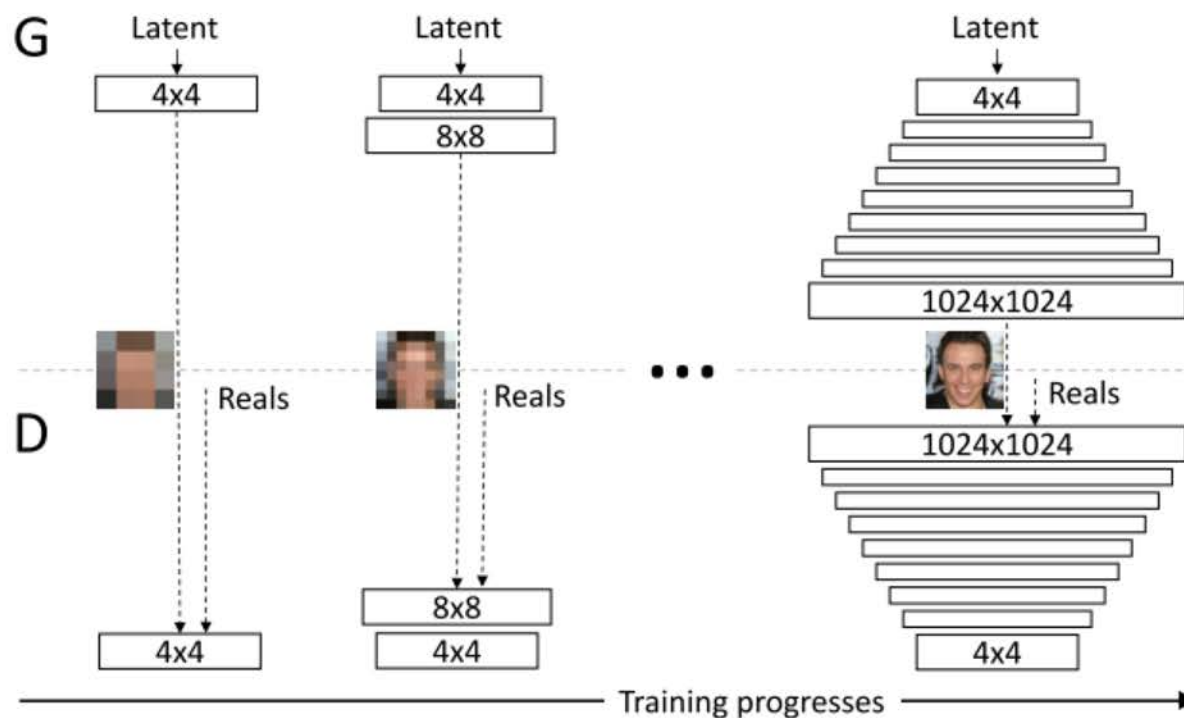 G
Latent
Latent
Latent
4x4
4x4
4x4
8x8
1024x1024
Reals
Reals
Reals
D
1024x1024
8x8
4x4
4x4
4x4
Training progresses